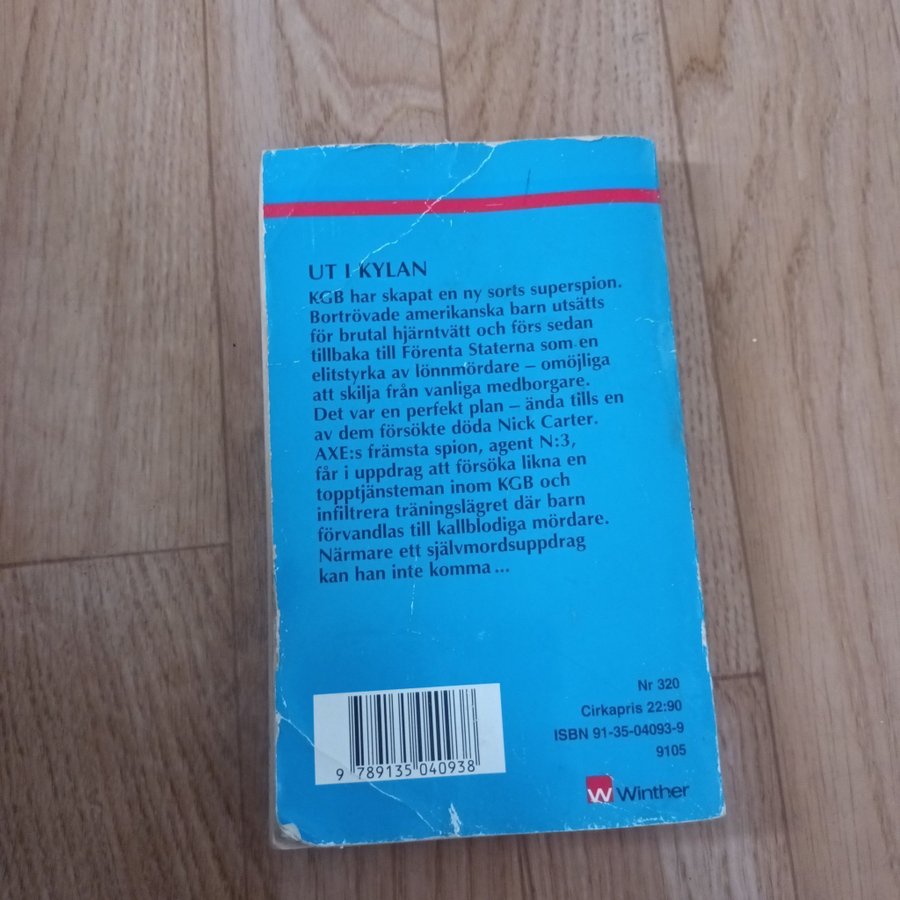 UT I KYLAN
KGB har skapat en ny sorts superspion.
Bortrövade amerikanska barn utsätts
för brutal hjärntvätt och förs sedan
tillbaka till Förenta Staterna som en
elitstyrka av lönnmördare – omöjliga
att skilja från vanliga medborgare.
Det var en perfekt plan – ända tills en
av dem försökte döda Nick Carter.
AXE:s främsta spion, agent N:3,
får i uppdrag att försöka likna en
topptjänsteman inom KGB och
infiltrera träningslägret där barn
förvandlas till kallblodiga mördare.
Närmare ett självmordsuppdrag
kan han inte komma ...
Nr 320
Cirkapris 22:90
ISBN 91-35-04093-9
9105
9 789135 040938
W Winther